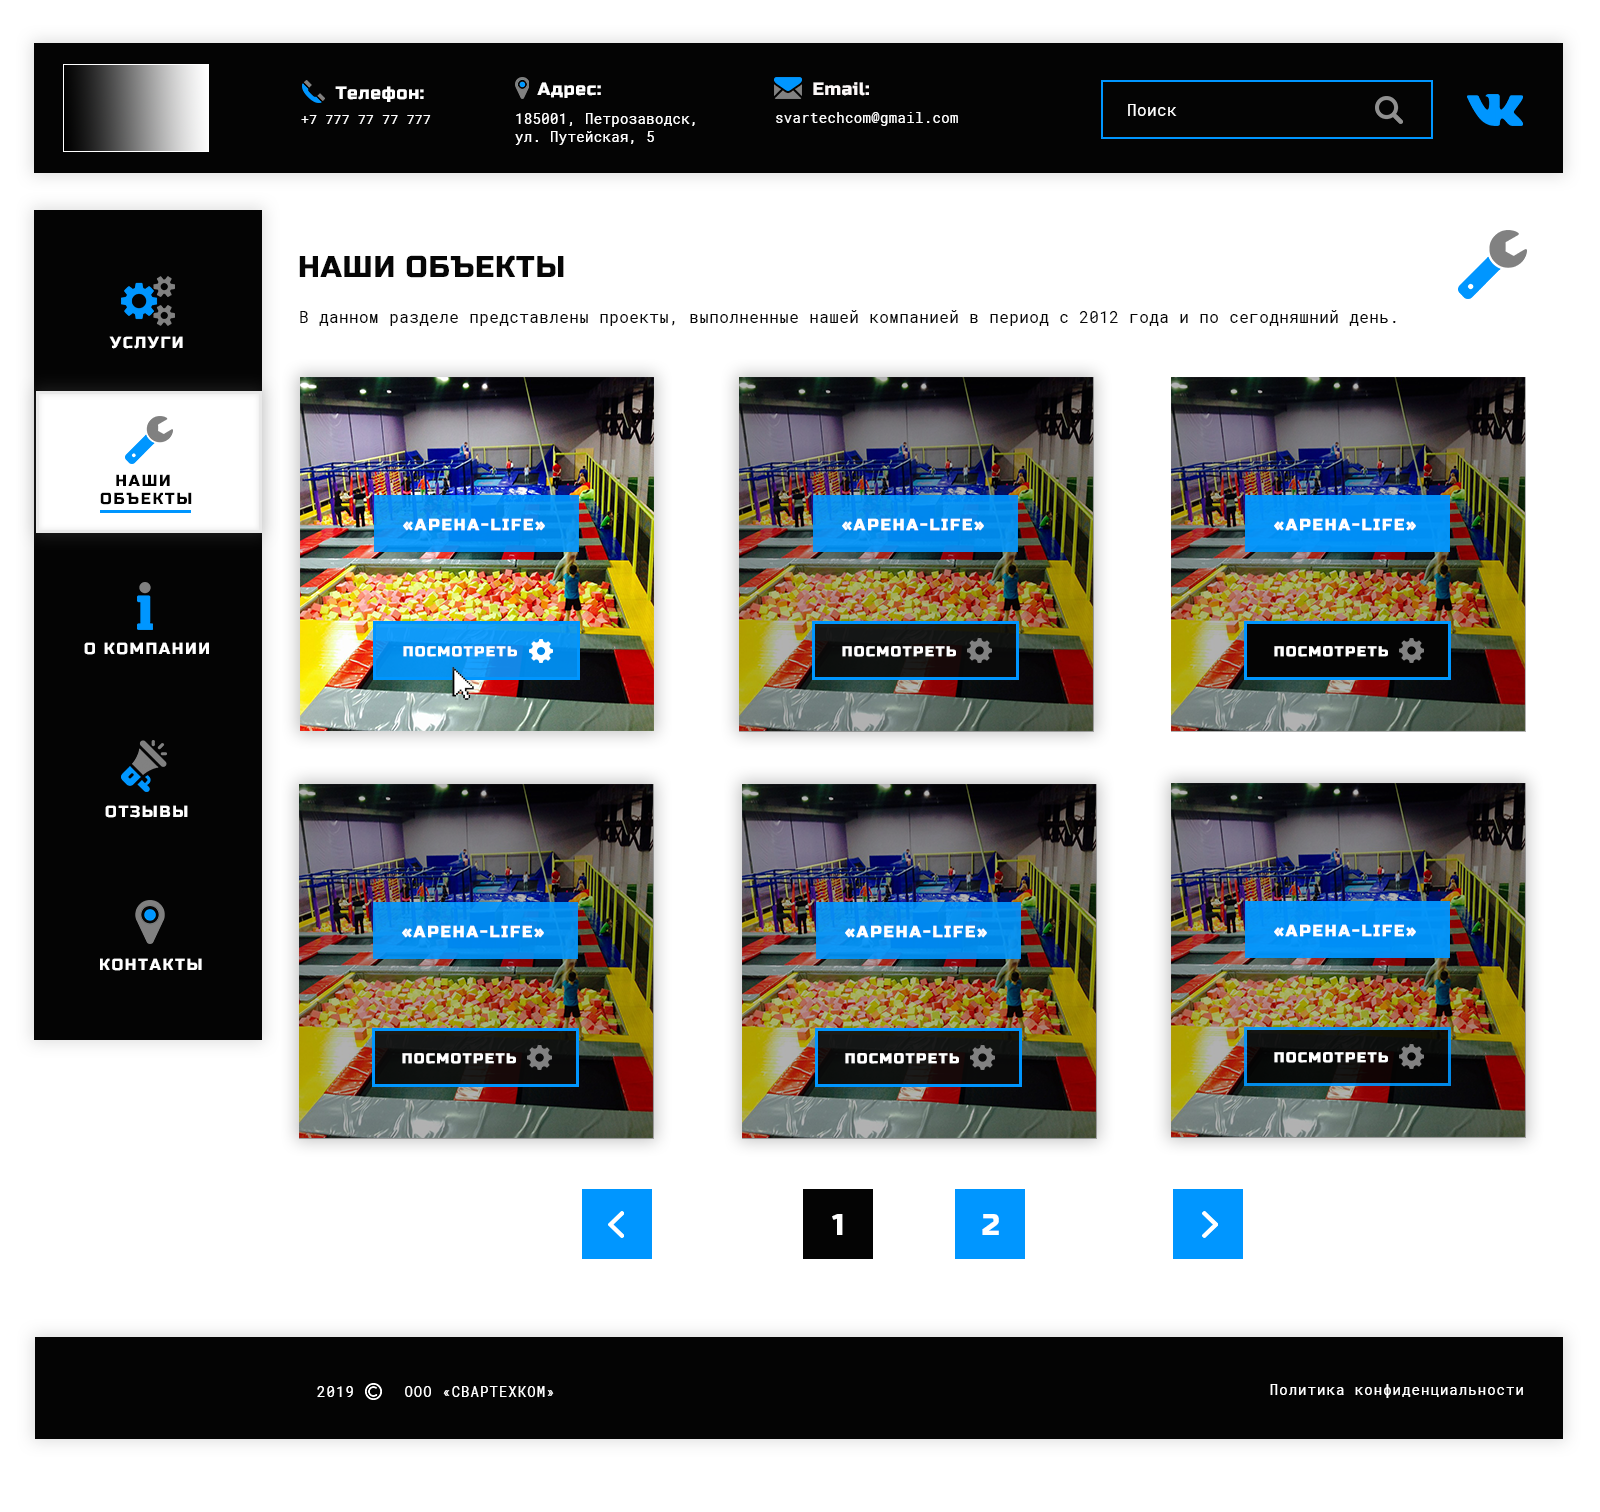 Телефон:
+7 777 77 77 777
Адрес:
185001, Петрозаводск,
ул. Путейская, 5
Email:
svartechcom@gmail.com
Поиск
УСЛУГИ
НАШИ
ОБЪЕКТЫ
О КОМПАНИИ
ОТЗЫВЫ
КОНТАКТЫ
НАШИ ОБЪЕКТЫ
В данном разделе представлены проекты, выполненные нашей компанией в период с 2012 года и по сегодняшний день.
«АРЕНА-LIFE»
ПОСМОТРЕТЬ
«АРЕНА-LIFE»
ПОСМОТРЕТЬ
«АРЕНА-LIFE»
ПОСМОТРЕТЬ
«АРЕНА-LIFE»
ПОСМОТРЕТЬ
«АРЕНА-LIFE»
ПОСМОТРЕТЬ
«АРЕНА-LIFE»
ПОСМОТРЕТЬ
1 2
2019 © ООО «СВАРТЕХКОМ»
Политика конфиденциальности